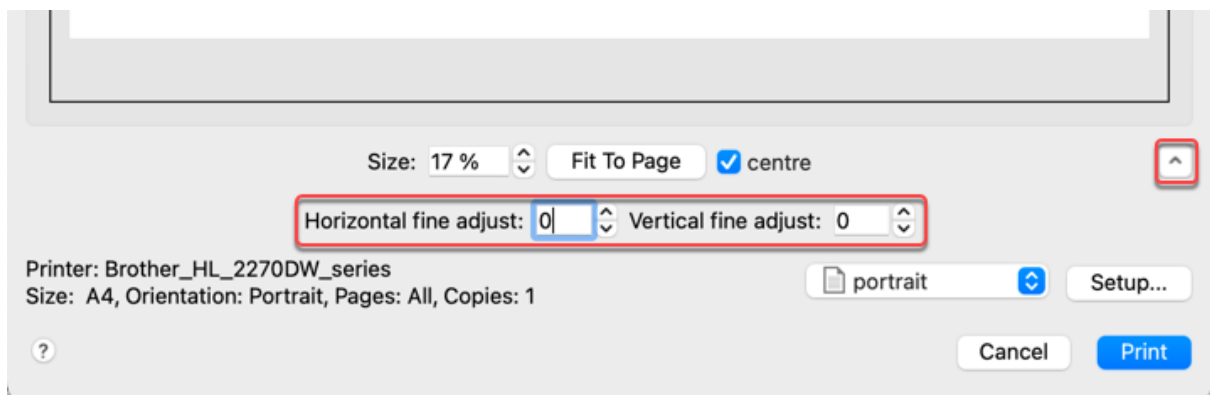 Size: 17 % Fit To Page centre
Horizontal fine adjust: 0 Vertical fine adjust: 0
Printer: Brother_HL_2270DW_series
Size: A4, Orientation: Portrait, Pages: All, Copies: 1
portrait Setup...
? Cancel Print